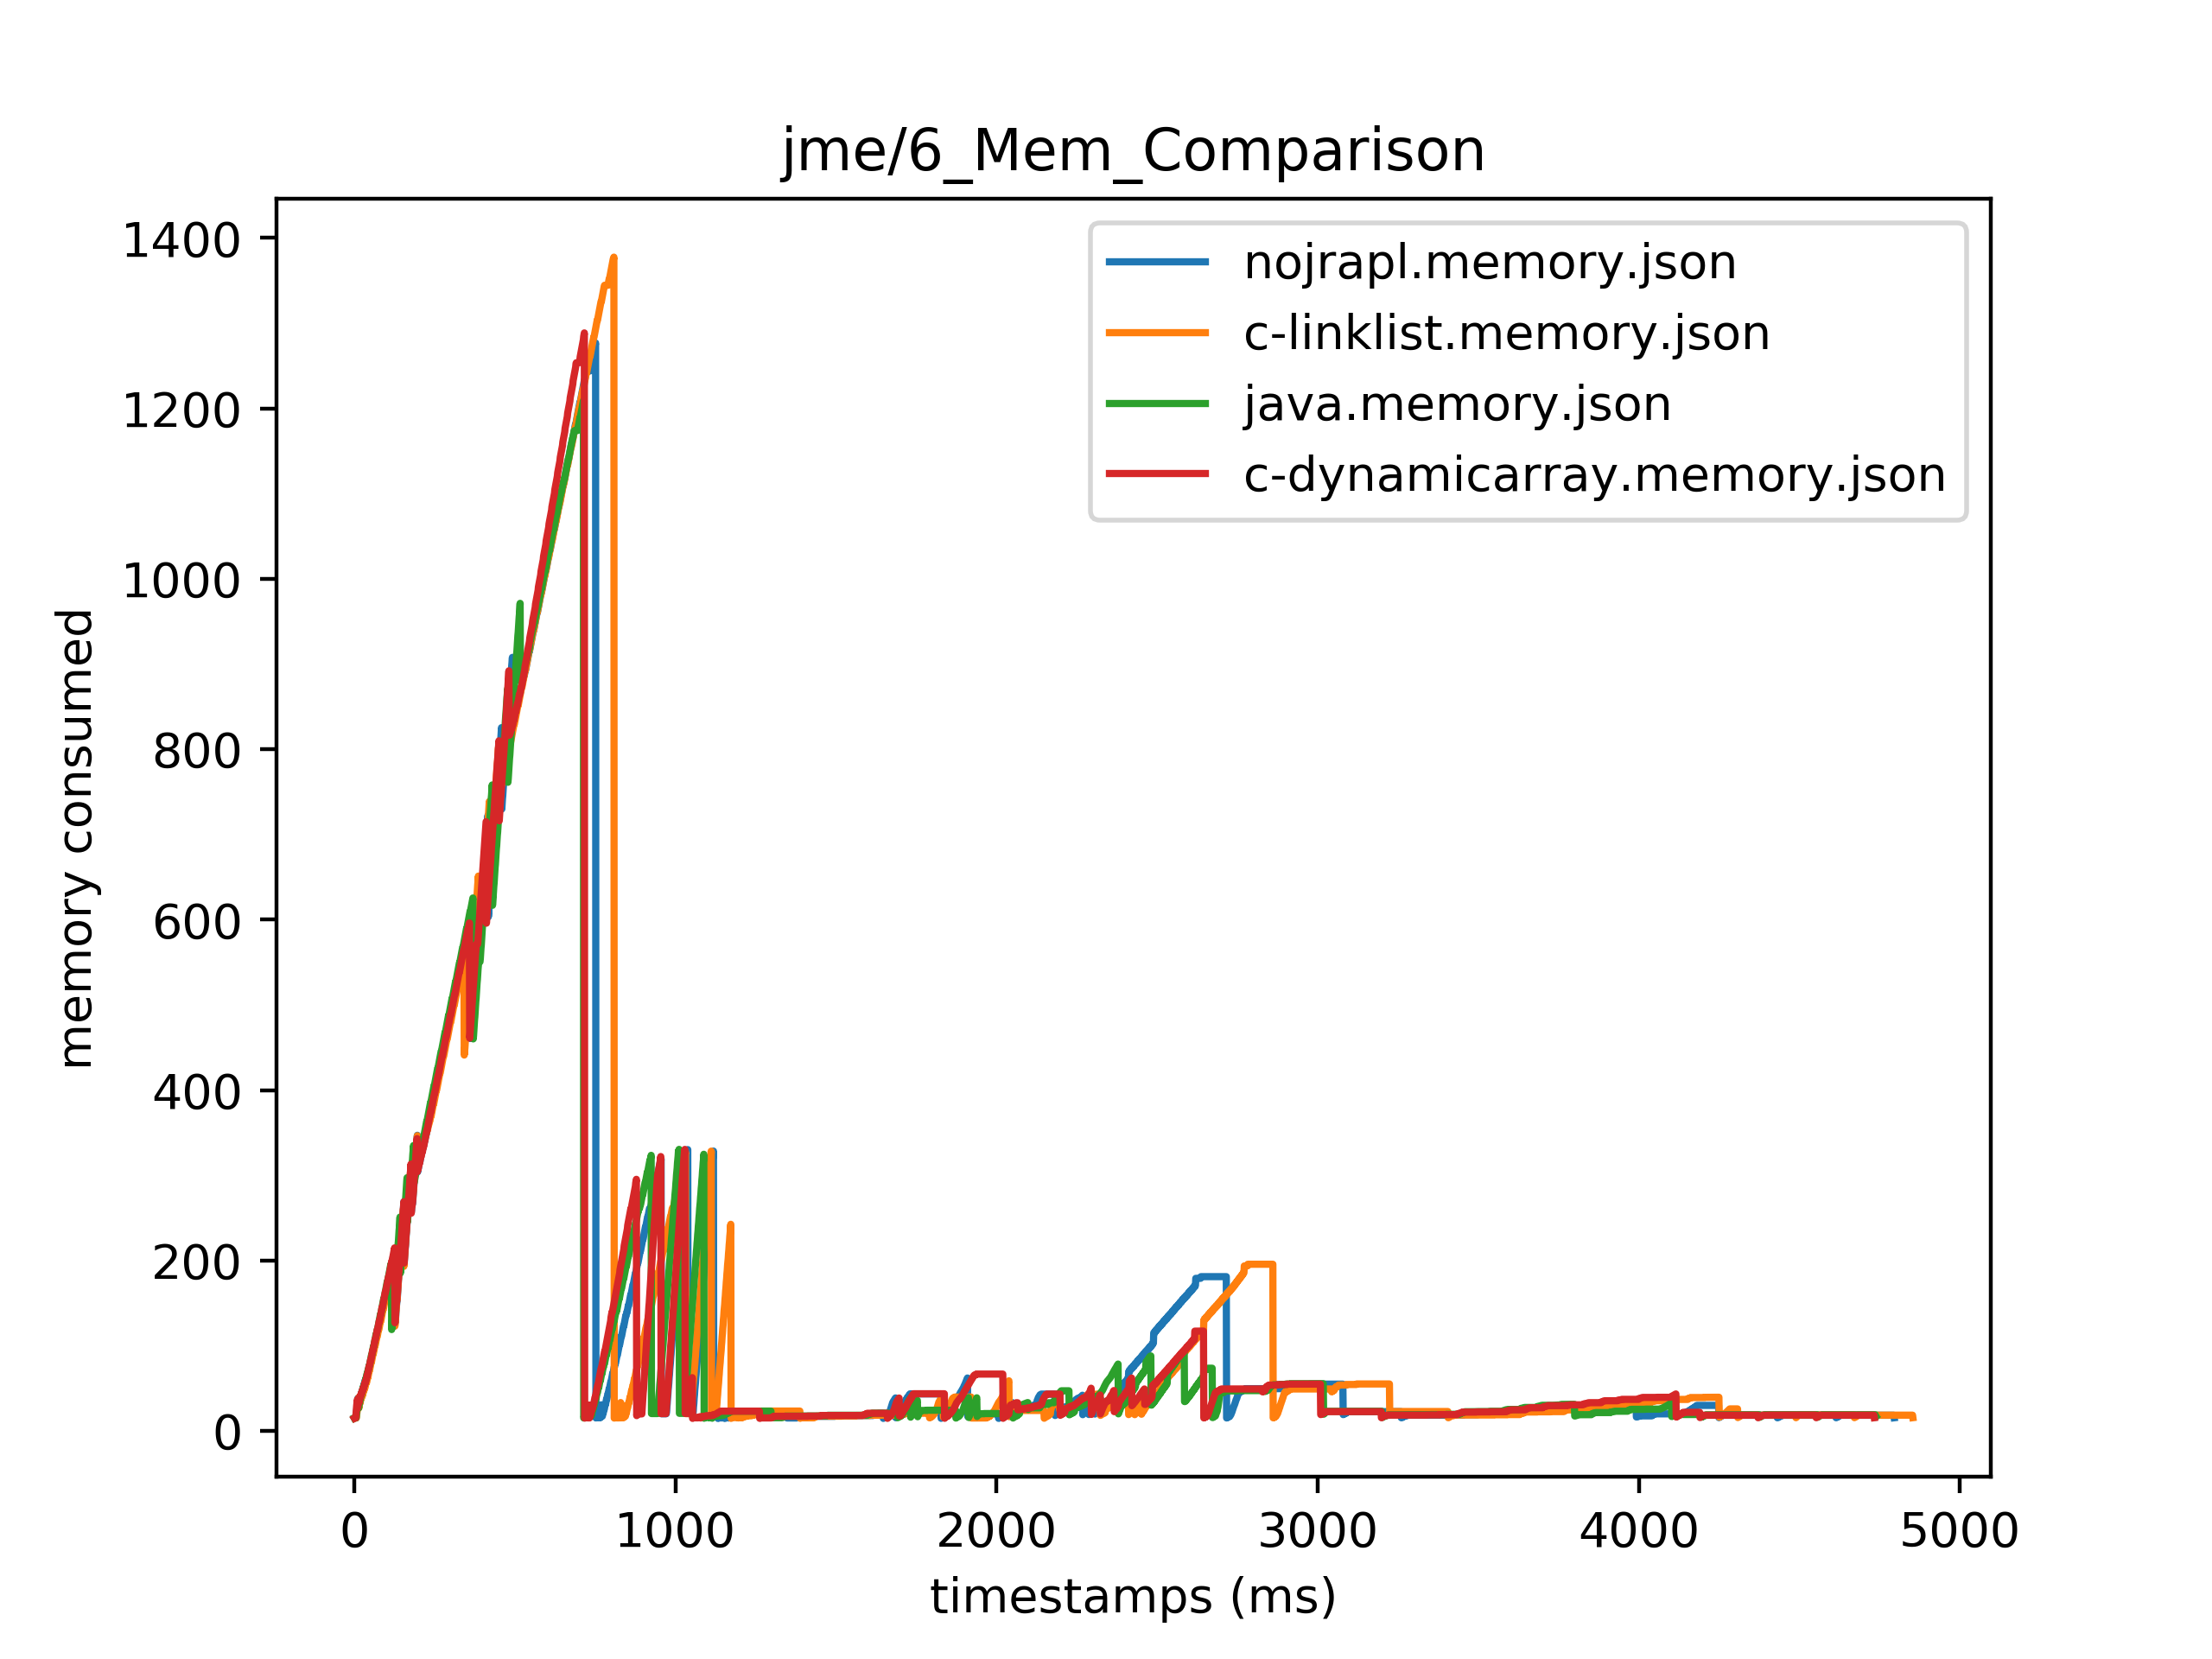 jme/6_Mem_Comparison
1400
1200
1000
800
600
400
200
0
memory consumed
nojrapl.memory.json
c-linklist.memory.json
java.memory.json
c-dynamicarray.memory.json
0 1000 2000 3000 4000 5000
timestamps (ms)